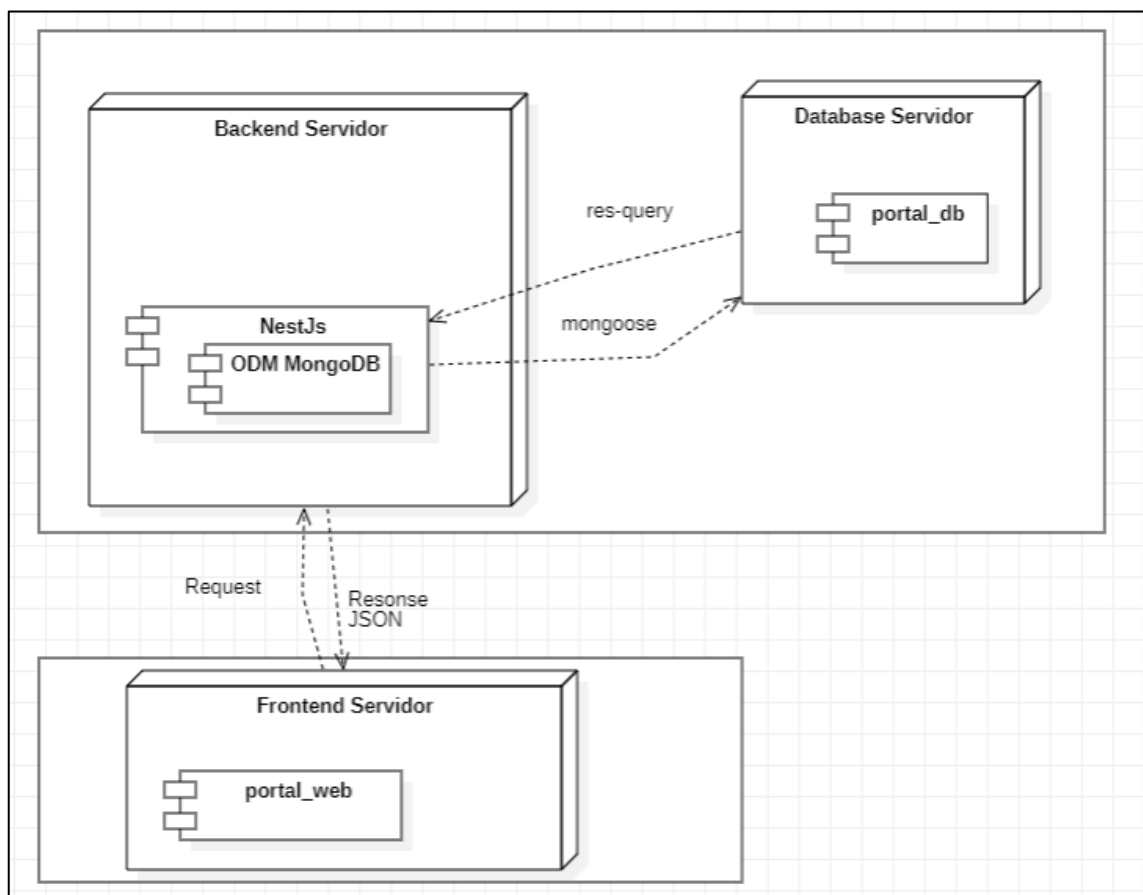 Backend Servidor
Database Servidor
portal_db
res-query
mongoose
NestJs
ODM MongoDB
Request
Resonse
JSON
Frontend Servidor
portal_web